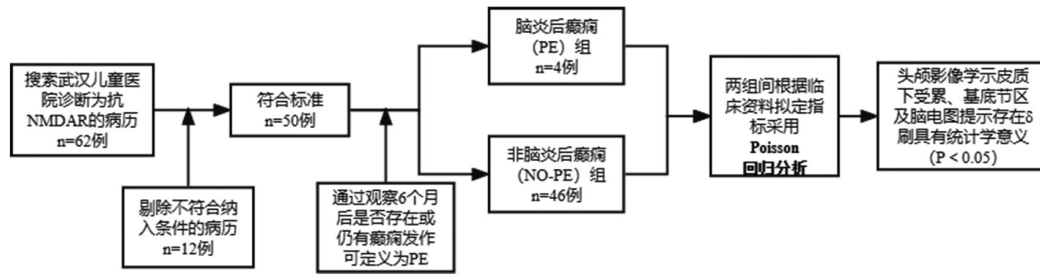 搜索武汉儿童医
院诊断为抗
NMDAR的病历
n=62例
剔除不符合纳
入条件的病历
n=12例
符合标准
n=50例
通过观察6个月
后是否存在或
仍有癫痫发作
可定义为PE
脑炎后癫痫
（PE）组
n=4例
非脑炎后癫痫
（NO-PE）组
n=46例
两组间根据临
床资料拟定指
标采用
Poisson
回归分析
头颅影像学示皮质
下受累、基底节区
及脑电图提示存在δ
刷具有统计学意义
（P < 0.05）